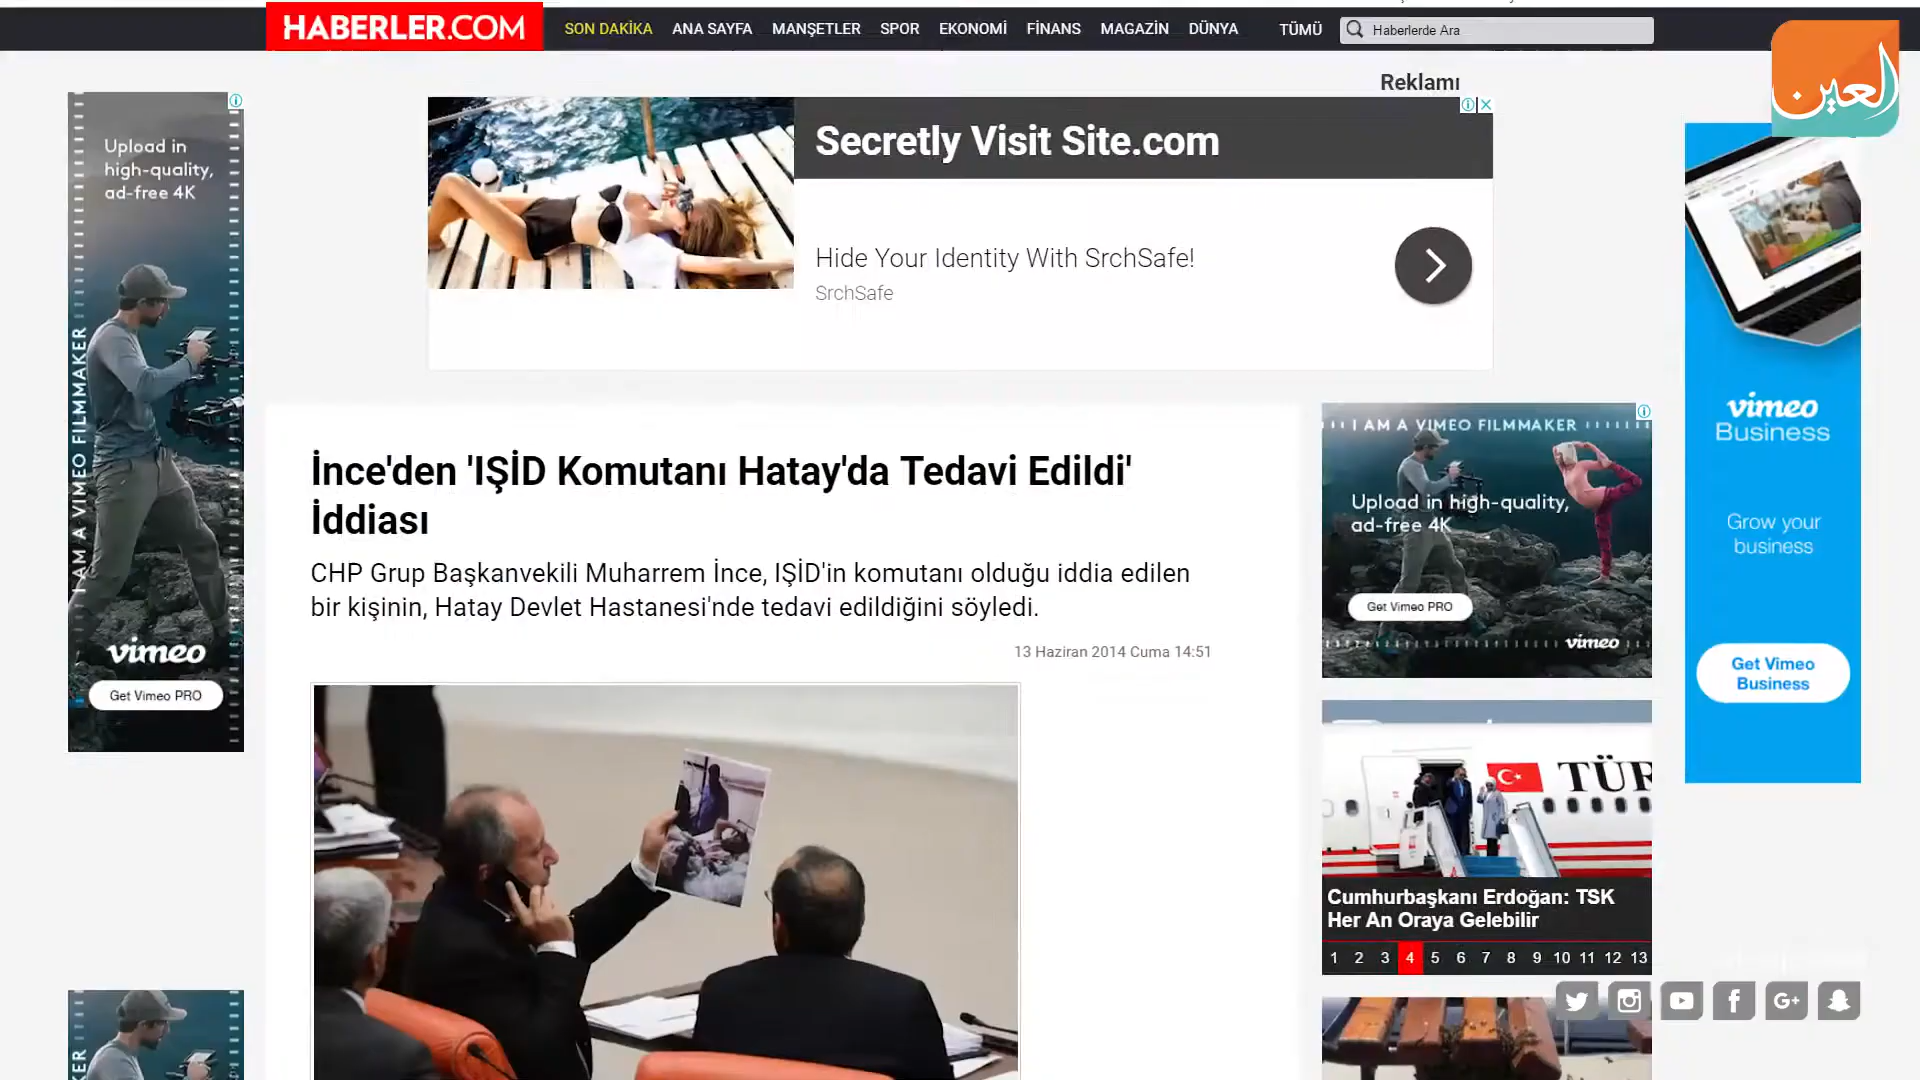 HABERLER.COM
SON DAKİKA ANA SAYFA MANŞETLER SPOR EKONOMİ FİNANS MAGAZİN DÜNYA TÜMÜ Haberlerde Ara
العين
Reklamı
Upload in
high-quality,
ad-free 4K
I AM A VIMEO FILMMAKER
vimeo
Get Vimeo PRO
Secretly Visit Site.com
Hide Your Identity With SrchSafe!
SrchSafe
vimeo
Business
Grow your
business
Get Vimeo
Business
İnce'den 'IŞİD Komutanı Hatay'da Tedavi Edildi'
İddiası
CHP Grup Başkanvekili Muharrem İnce, IŞİD'in komutanı olduğu iddia edilen
bir kişinin, Hatay Devlet Hastanesi'nde tedavi edildiğini söyledi.
13 Haziran 2014 Cuma 14:51
I AM A VIMEO FILMMAKER
Upload in high-quality,
ad-free 4K
Get Vimeo PRO
vimeo
TÜR
Cumhurbaşkanı Erdoğan: TSK
Her An Oraya Gelebilir
1 2 3 4 5 6 7 8 9 10 11 12 13
G+